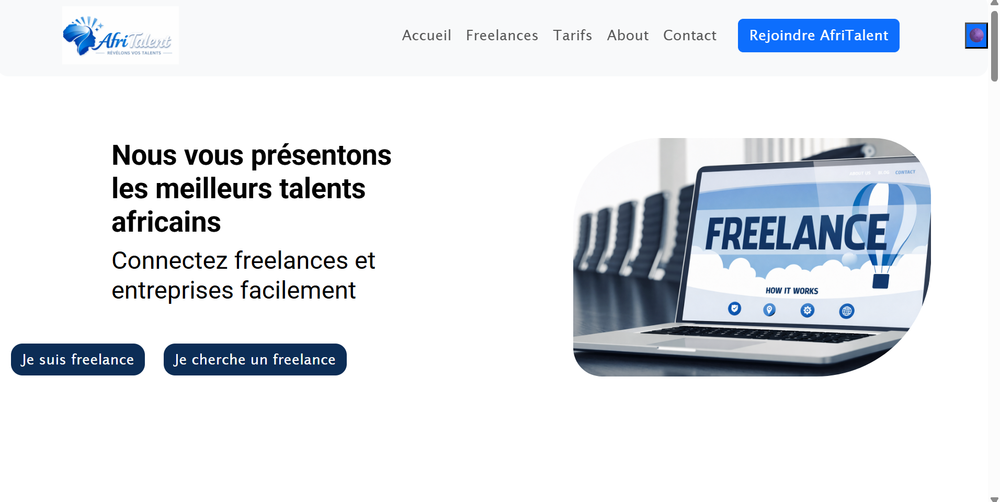 AfriTalent
RÉVÉLONS VOS TALENTS
Accueil Freelances Tarifs About Contact Rejoindre AfriTalent
Nous vous présentons
les meilleurs talents
africains
Connectez freelances et
entreprises facilement
Je suis freelance Je cherche un freelance
ABOUT US BLOG CONTACT
FREELANCE
HOW IT WORKS